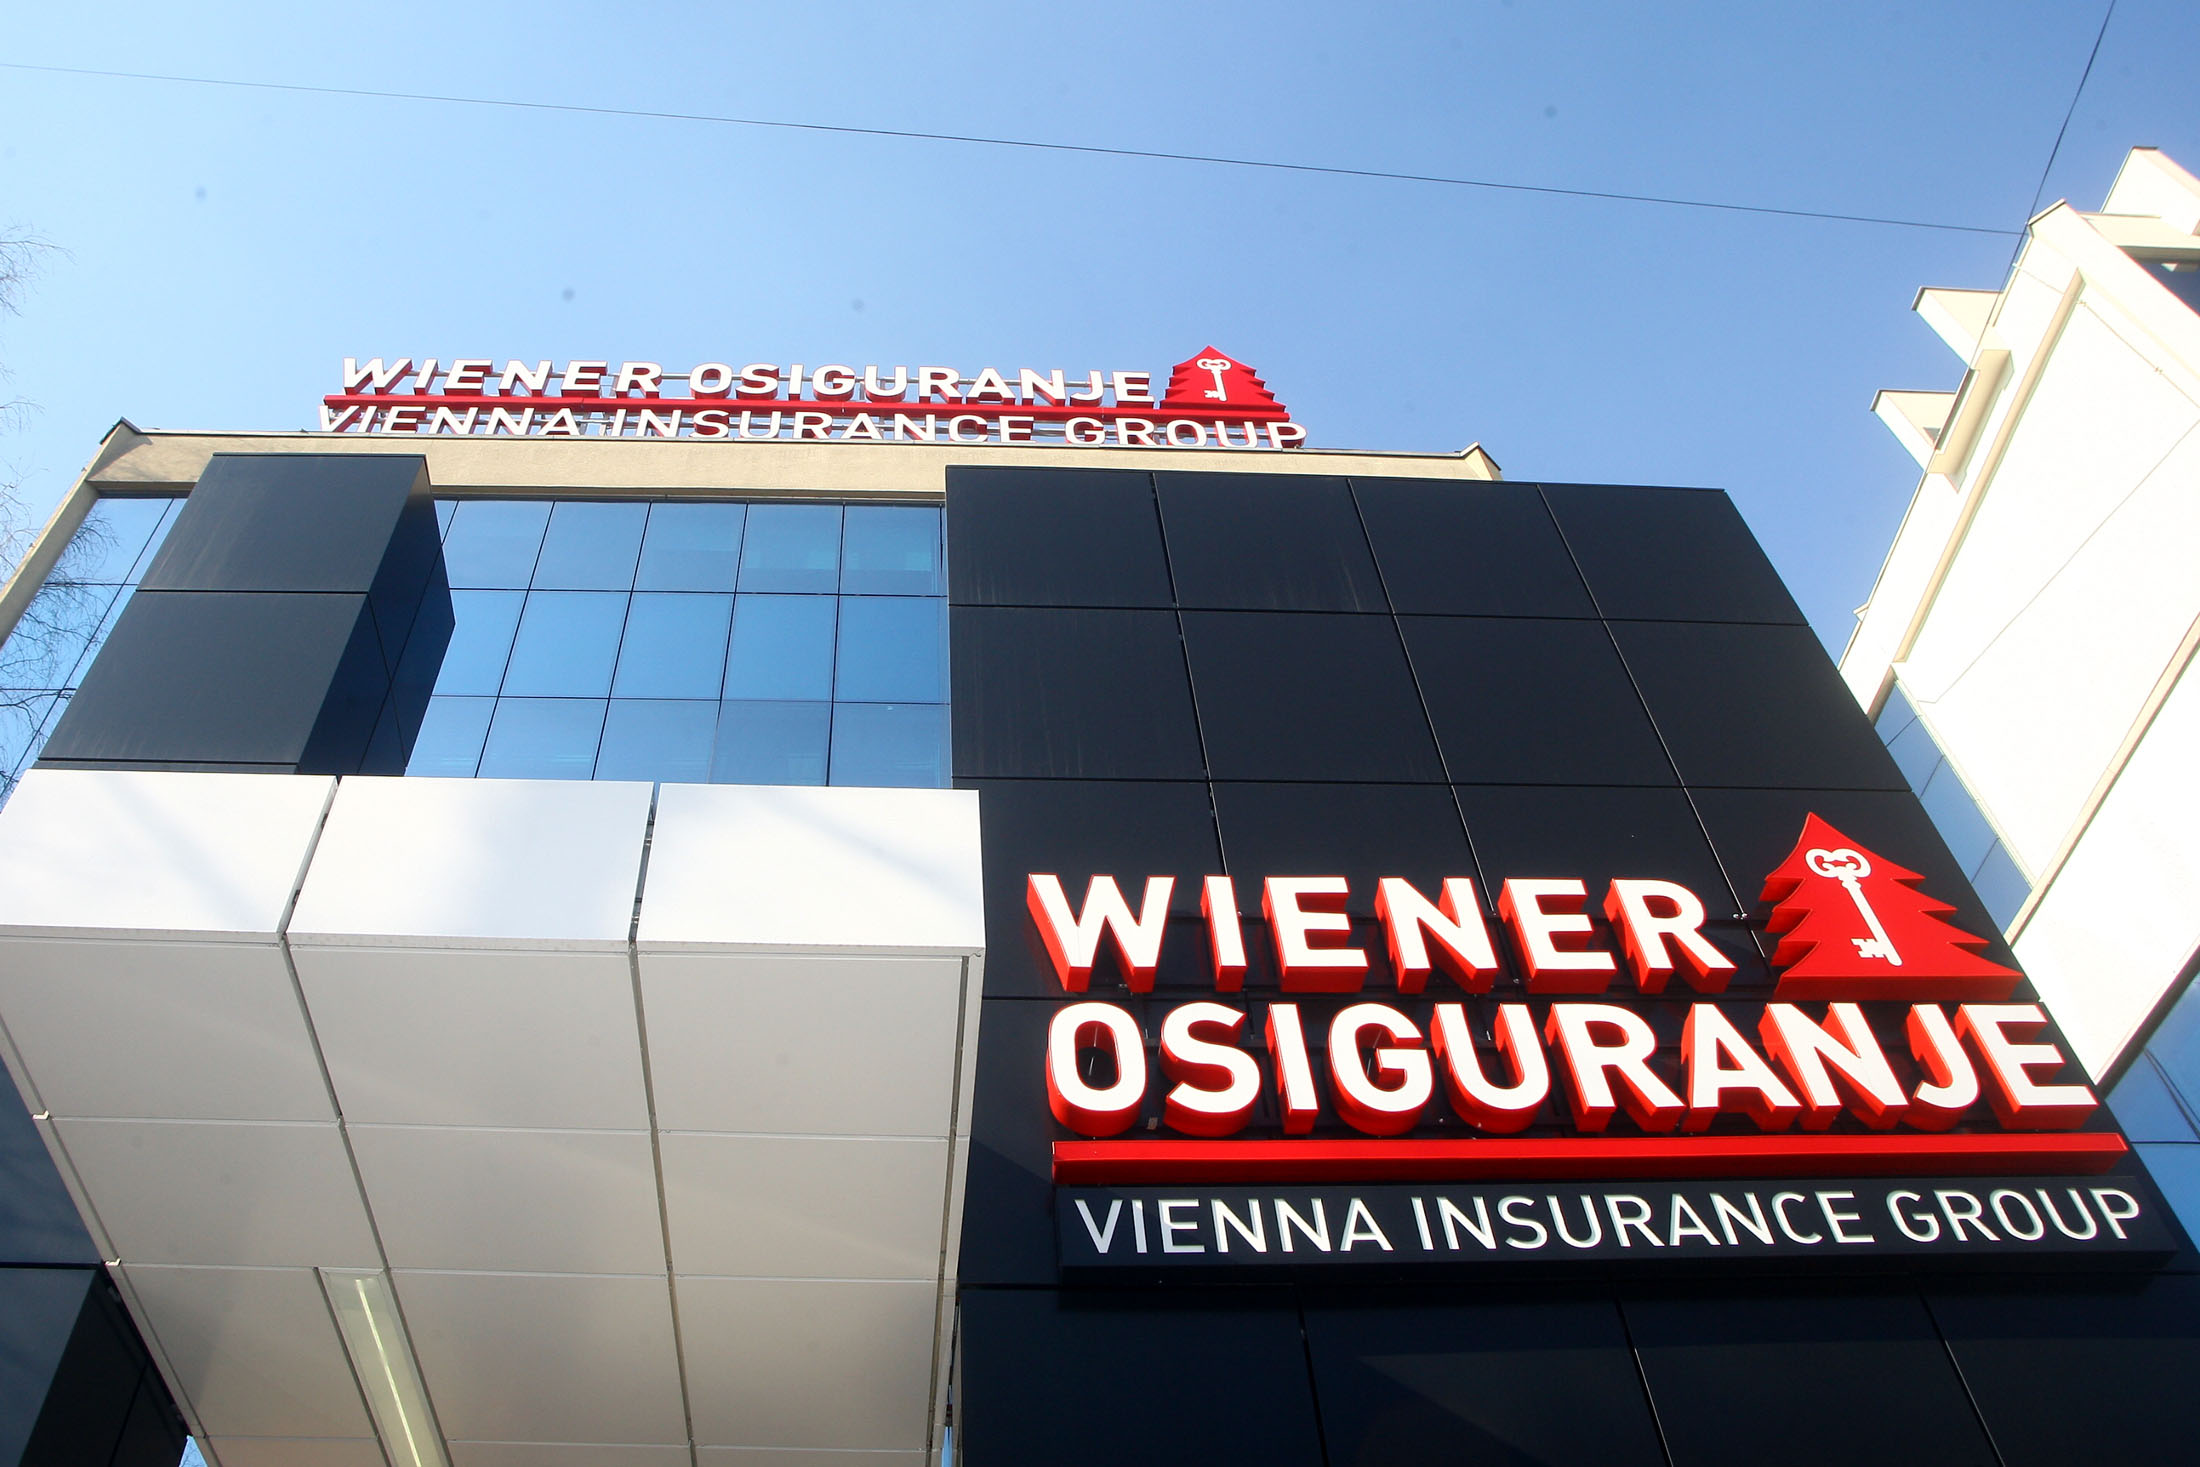 WIENER OSIGURANJE
VIENNA INSURANCE GROUP
WIENER
OSIGURANJE
VIENNA INSURANCE GROUP